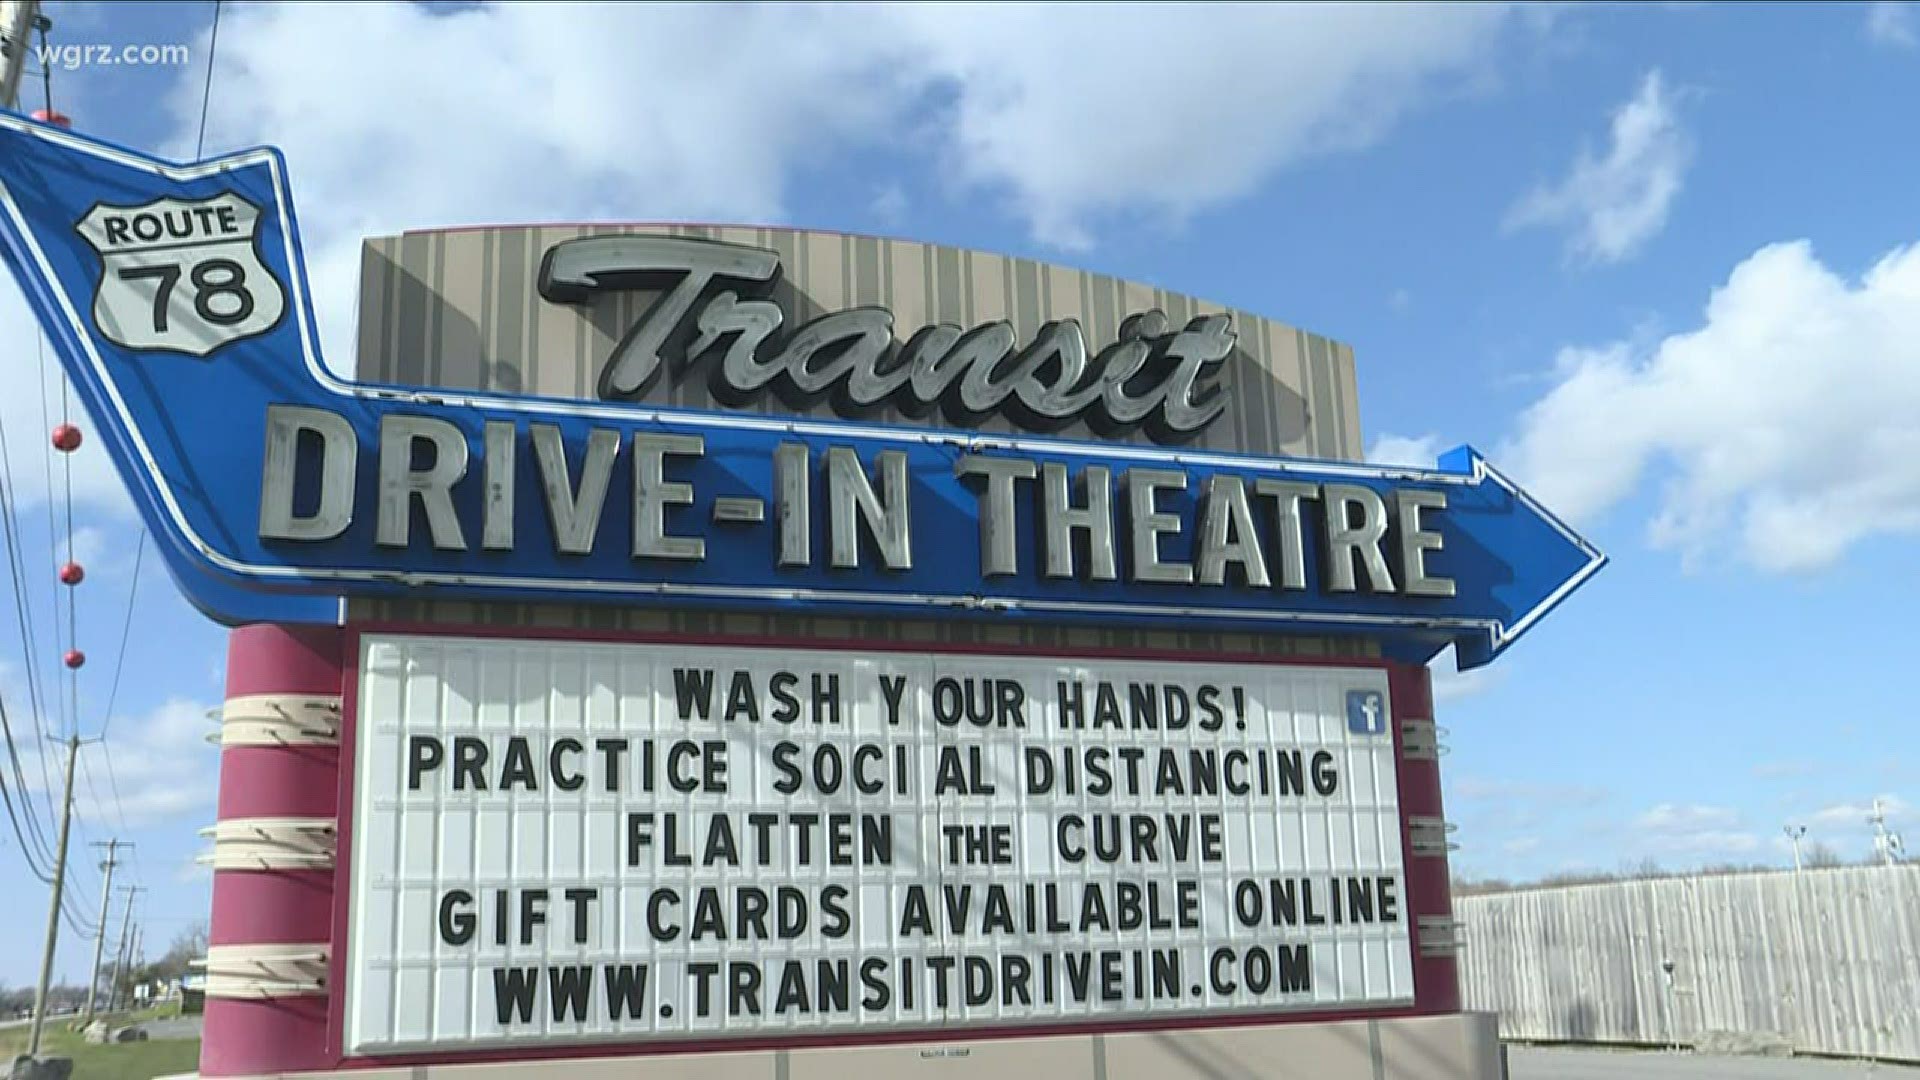 wgrz.com
ROUTE
78
Transit
DRIVE-IN THEATRE
WASH Y OUR HANDS!
f
PRACTICE SOCI AL DISTANCING
FLATTEN THE CURVE
GIFT CARDS AVAILABLE ONLINE
WWW.TRANSITDRIVEIN.COM